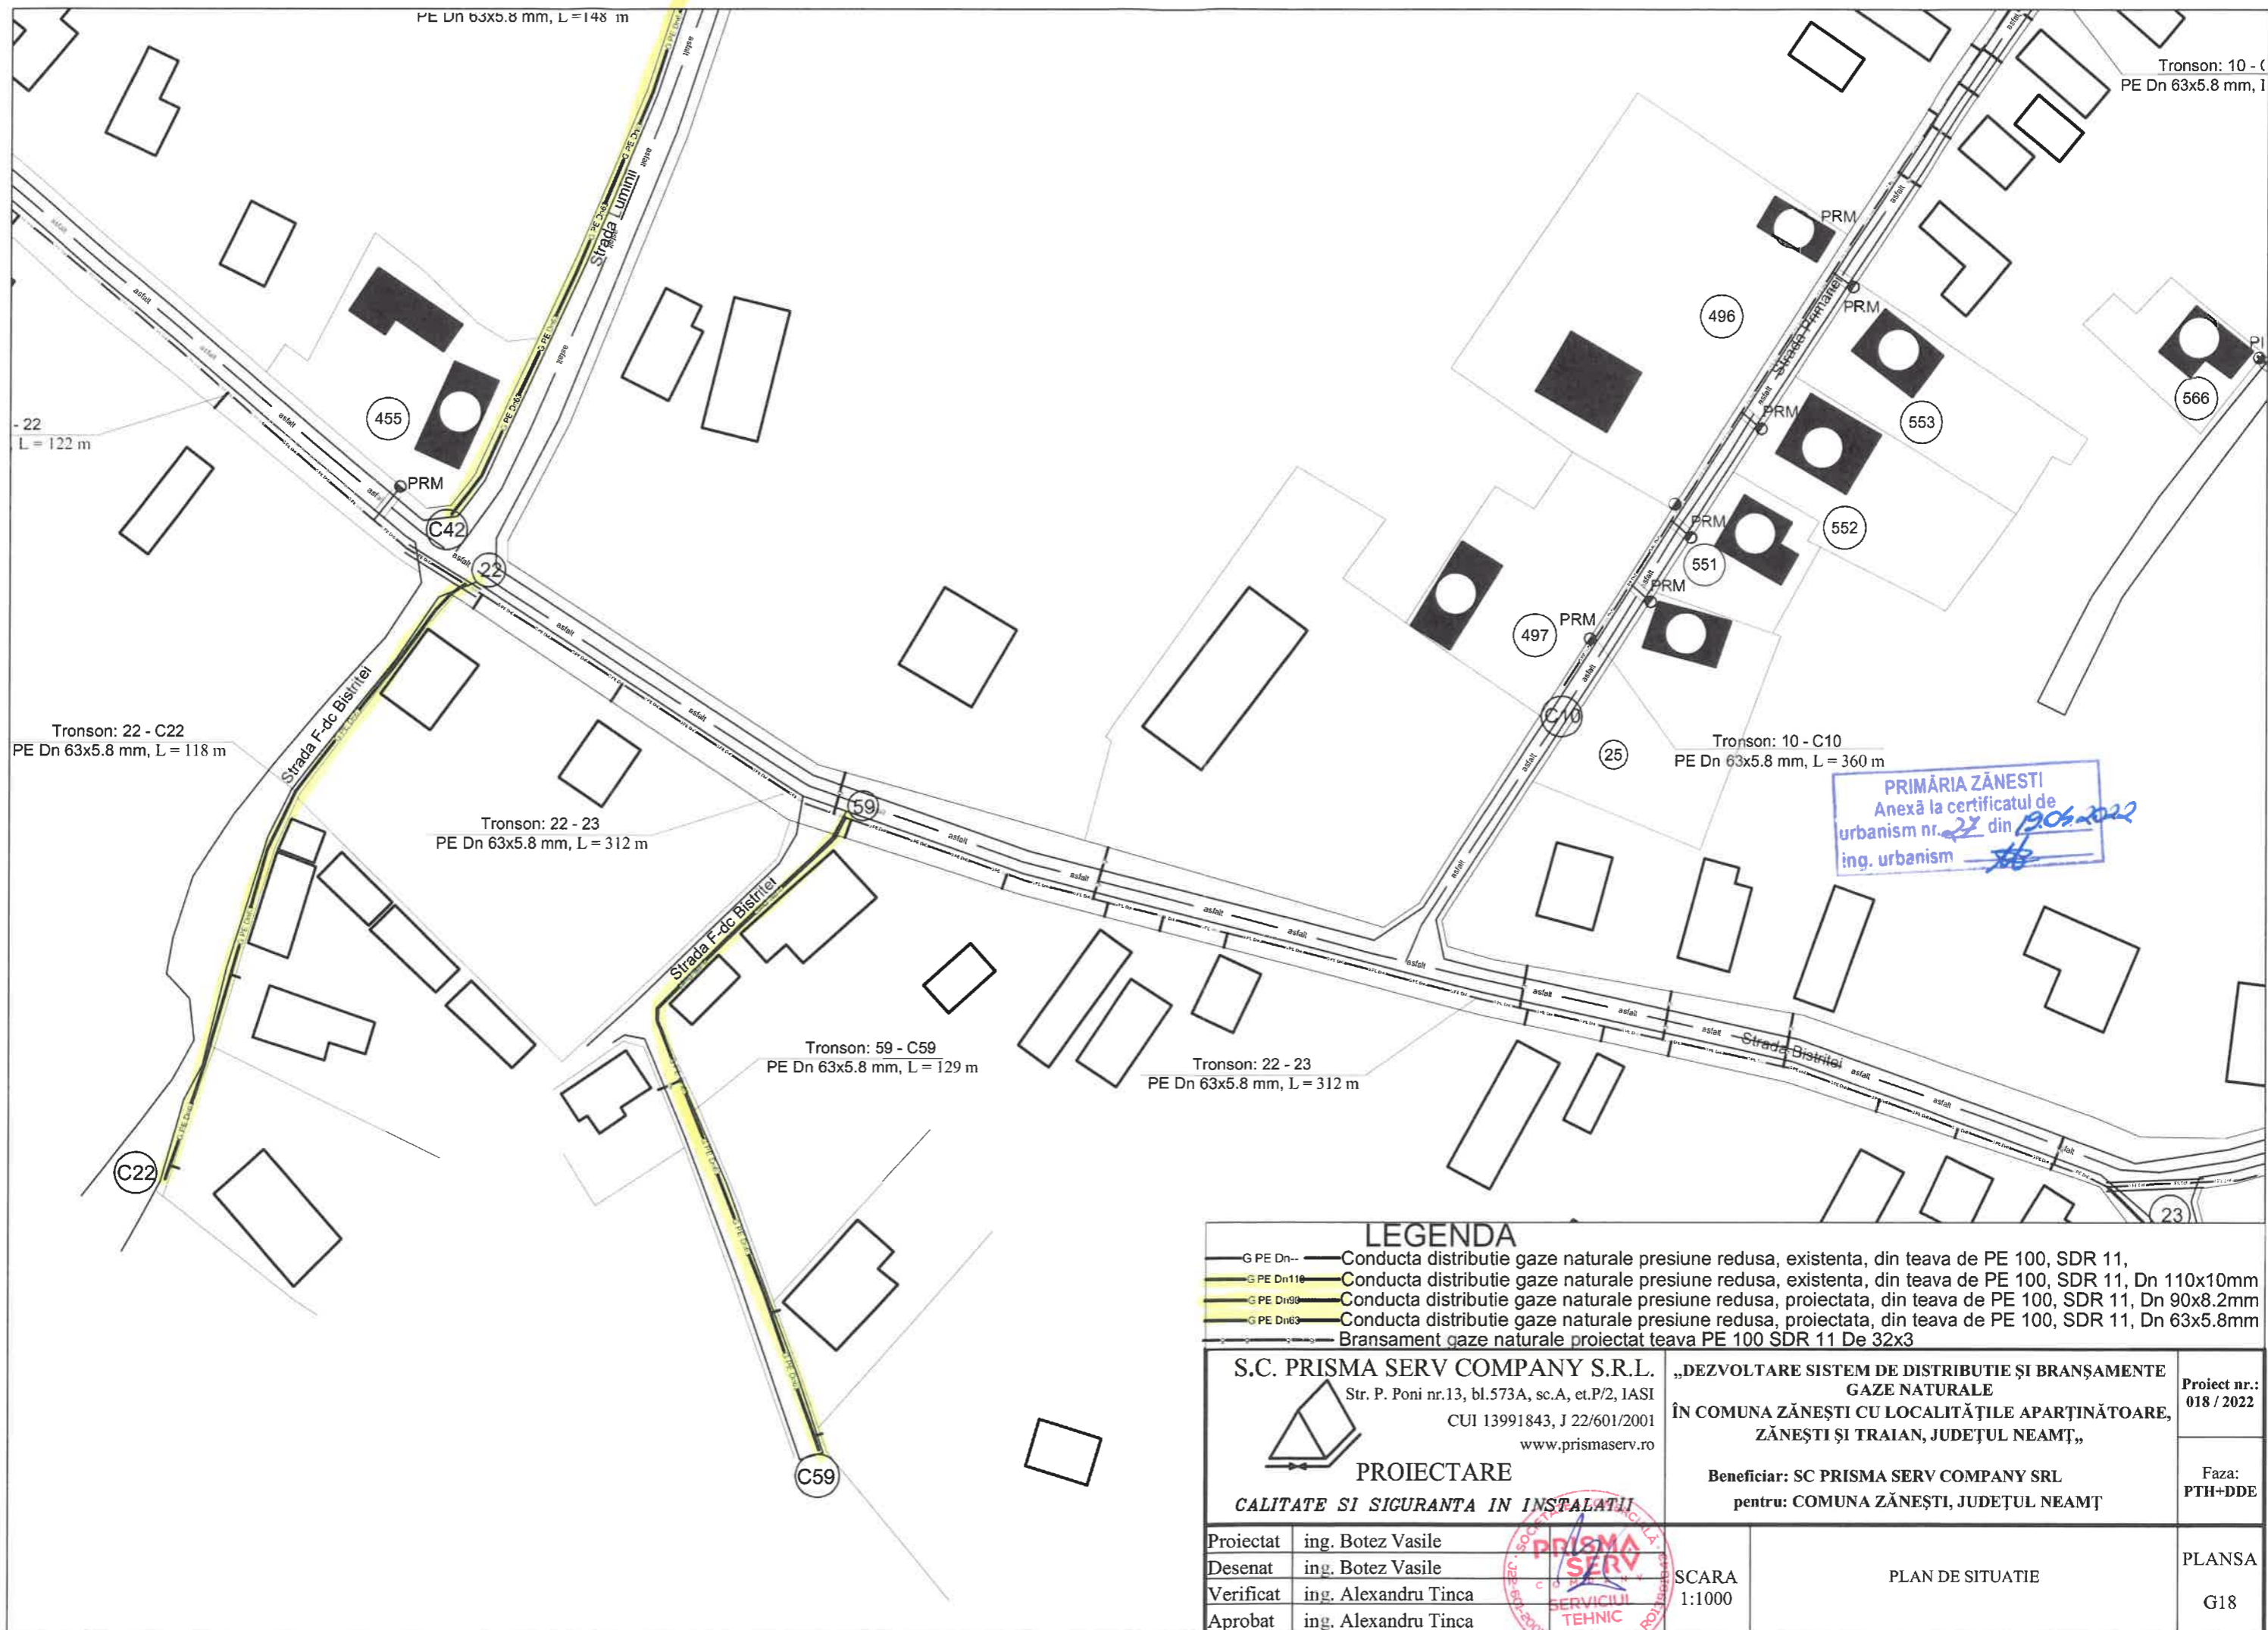 PE Dn 63x5.8 mm, L = 148 m
Tronson: 10 - C
PE Dn 63x5.8 mm,
Strada Luminii
- 22
L = 122 m
455
PRM
C42
22
PRM
496
Strada Primariei
PRM
553
566
PRM
552
PRM
551
PRM
497
PRM
C10
25
Tronson: 10 - C10
PE Dn 63x5.8 mm, L = 360 m
PRIMĂRIA ZĂNEȘTI
Anexă la certificatul de
urbanism nr. 27 din 19.05.2022
ing. urbanism
Strada F-dc Bistritei
Tronson: 22 - C22
PE Dn 63x5.8 mm, L = 118 m
Tronson: 22 - 23
PE Dn 63x5.8 mm, L = 312 m
59
Strada F-dc Bistritei
asfalt
Tronson: 59 - C59
PE Dn 63x5.8 mm, L = 129 m
Tronson: 22 - 23
PE Dn 63x5.8 mm, L = 312 m
Strada Bistritei
C22
23
C59
LEGENDA
G PE Dn-- Conducta distributie gaze naturale presiune redusa, existenta, din teava de PE 100, SDR 11,
G PE Dn110 Conducta distributie gaze naturale presiune redusa, existenta, din teava de PE 100, SDR 11, Dn 110x10mm
G PE Dn90 Conducta distributie gaze naturale presiune redusa, proiectata, din teava de PE 100, SDR 11, Dn 90x8.2mm
G PE Dn63 Conducta distributie gaze naturale presiune redusa, proiectata, din teava de PE 100, SDR 11, Dn 63x5.8mm
Bransament gaze naturale proiectat teava PE 100 SDR 11 De 32x3
S.C. PRISMA SERV COMPANY S.R.L.
Str. P. Poni nr.13, bl.573A, sc.A, et.P/2, IASI
CUI 13991843, J 22/601/2001
www.prismaserv.ro
PROIECTARE
CALITATE SI SIGURANTA IN INSTALATII
„DEZVOLTARE SISTEM DE DISTRIBUTIE ȘI BRANȘAMENTE
GAZE NATURALE
ÎN COMUNA ZĂNEȘTI CU LOCALITĂȚILE APARȚINĂTOARE,
ZĂNEȘTI ȘI TRAIAN, JUDEȚUL NEAMȚ„
Beneficiar: SC PRISMA SERV COMPANY SRL
pentru: COMUNA ZĂNEȘTI, JUDEȚUL NEAMȚ
Proiect nr.:
018 / 2022
Faza:
PTH+DDE
Proiectat ing. Botez Vasile
Desenat ing. Botez Vasile
Verificat ing. Alexandru Tinca
Aprobat ing. Alexandru Tinca
PRISMA
SERV
SERVICIUL
TEHNIC
SCARA
1:1000
PLAN DE SITUATIE
PLANSA
G18